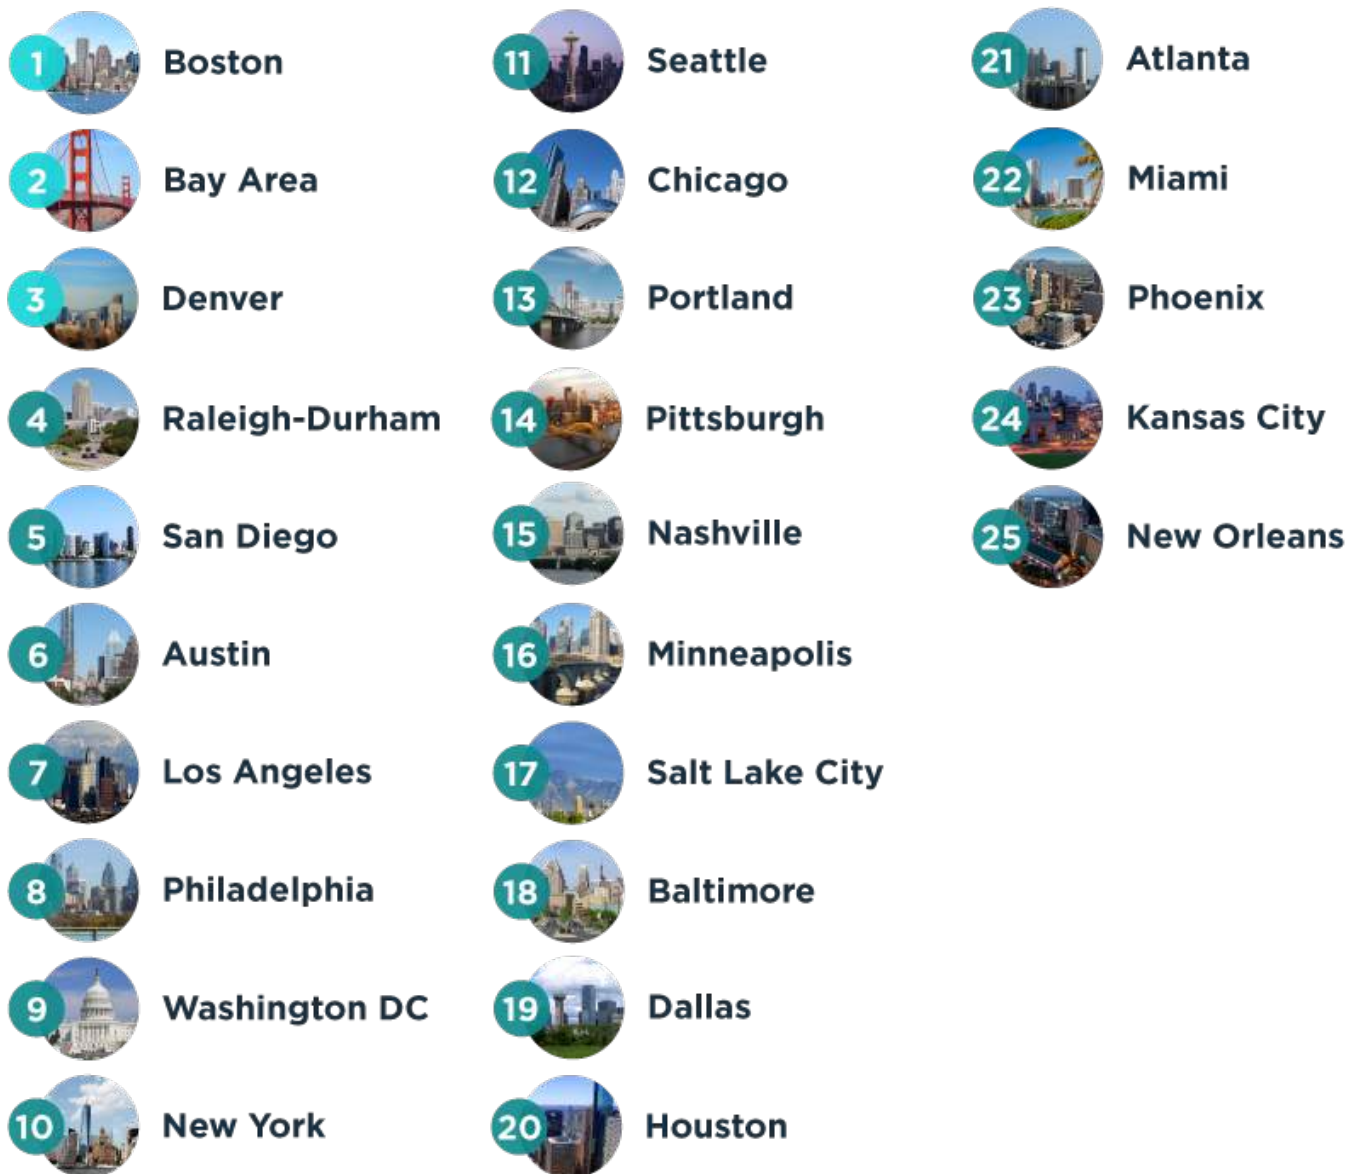 1 Boston
2 Bay Area
3 Denver
4 Raleigh-Durham
5 San Diego
6 Austin
7 Los Angeles
8 Philadelphia
9 Washington DC
10 New York
11 Seattle
12 Chicago
13 Portland
14 Pittsburgh
15 Nashville
16 Minneapolis
17 Salt Lake City
18 Baltimore
19 Dallas
20 Houston
21 Atlanta
22 Miami
23 Phoenix
24 Kansas City
25 New Orleans